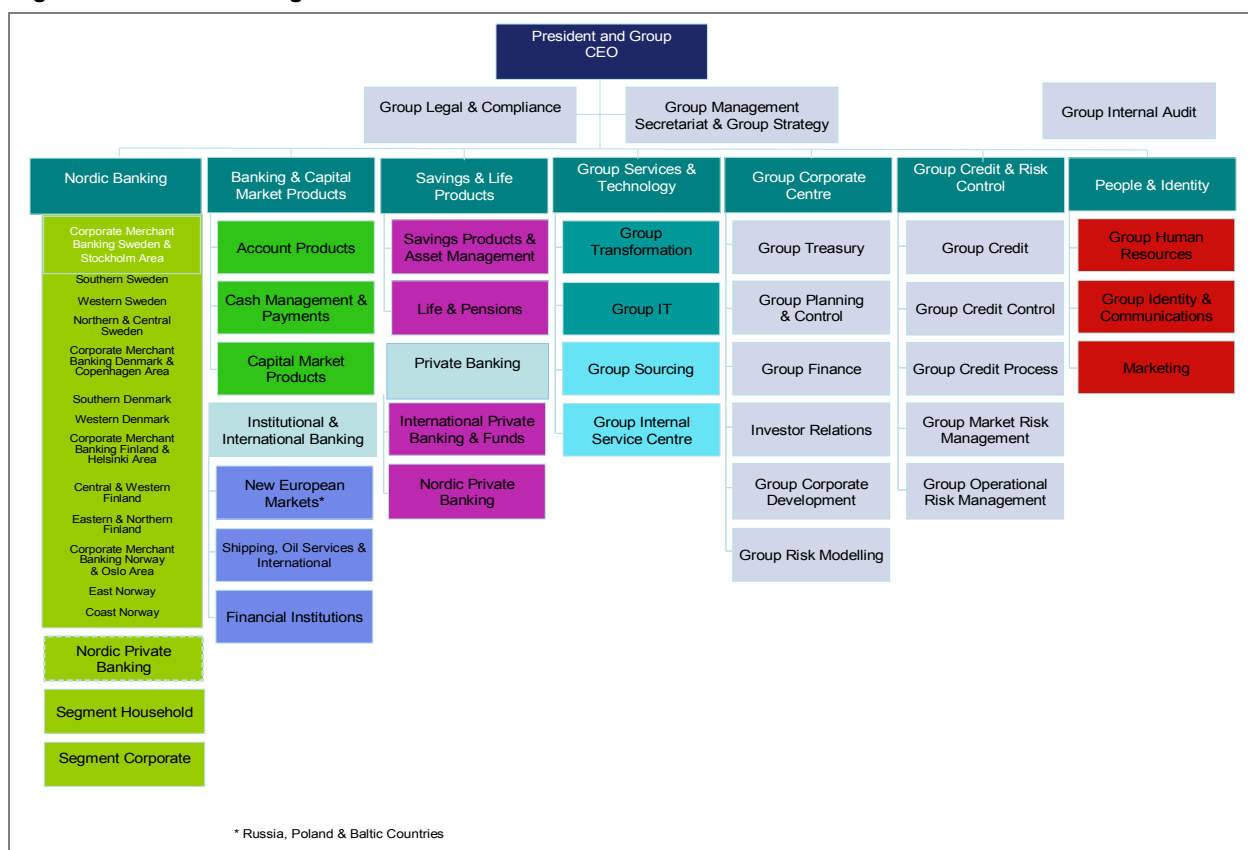 President and Group
CEO
Group Legal & Compliance
Group Management
Secretariat & Group Strategy
Group Internal Audit
Nordic Banking
Banking & Capital
Market Products
Savings & Life
Products
Group Services &
Technology
Group Corporate
Centre
Group Credit & Risk
Control
People & Identity
Corporate Merchant
Banking Sweden &
Stockholm Area
Southern Sweden
Western Sweden
Northern & Central
Sweden
Corporate Merchant
Banking Denmark &
Copenhagen Area
Southern Denmark
Western Denmark
Corporate Merchant
Banking Finland &
Helsinki Area
Central & Western
Finland
Eastern & Northern
Finland
Corporate Merchant
Banking Norway
& Oslo Area
East Norway
Coast Norway
Nordic Private
Banking
Segment Household
Segment Corporate
Account Products
Cash Management &
Payments
Capital Market
Products
Institutional &
International Banking
New European
Markets*
Shipping, Oil Services &
International
Financial Institutions
Savings Products &
Asset Management
Life & Pensions
Private Banking
International Private
Banking & Funds
Nordic Private
Banking
Group
Transformation
Group IT
Group Sourcing
Group Internal
Service Centre
Group Treasury
Group Planning
& Control
Group Finance
Investor Relations
Group Corporate
Development
Group Risk Modelling
Group Credit
Group Credit Control
Group Credit Process
Group Market Risk
Management
Group Operational
Risk Management
Group Human
Resources
Group Identity &
Communications
Marketing
* Russia, Poland & Baltic Countries